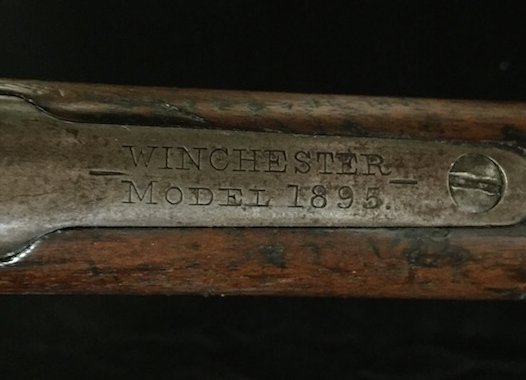 — WINCHESTER —
MODEL 1895.